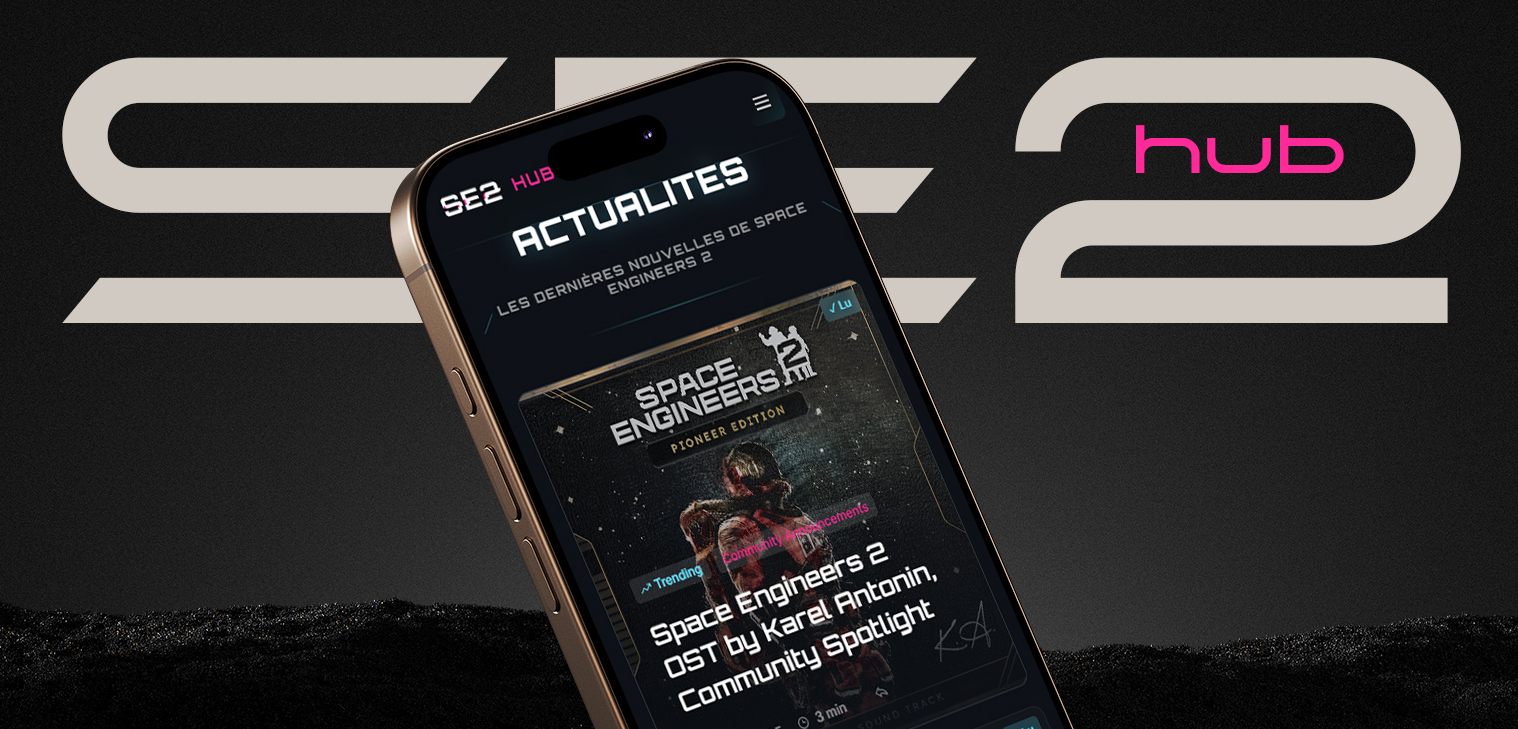 SE2
hub
SE2 HUB
ACTUALITES
LES DERNIÈRES NOUVELLES DE SPACE
ENGINEERS 2
✓ Lu
SPACE
ENGINEERS 2
PIONEER EDITION
Trending
Community Announcements
Space Engineers 2
OST by Karel Antonin,
Community Spotlight
K.A.
3 min
SOUND TRACK